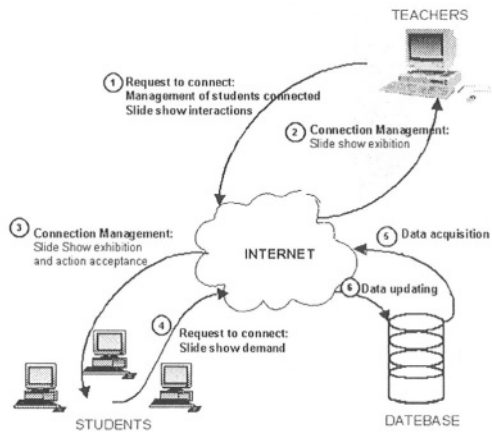 TEACHERS
1 Request to connect:
Management of students connected
Slide show interactions
2 Connection Management:
Slide show exibition
3 Connection Management:
Slide Show exhibition
and action acceptance
INTERNET
5 Data acquisition
6 Data updating
4 Request to connect:
Slide show demand
STUDENTS
DATEBASE